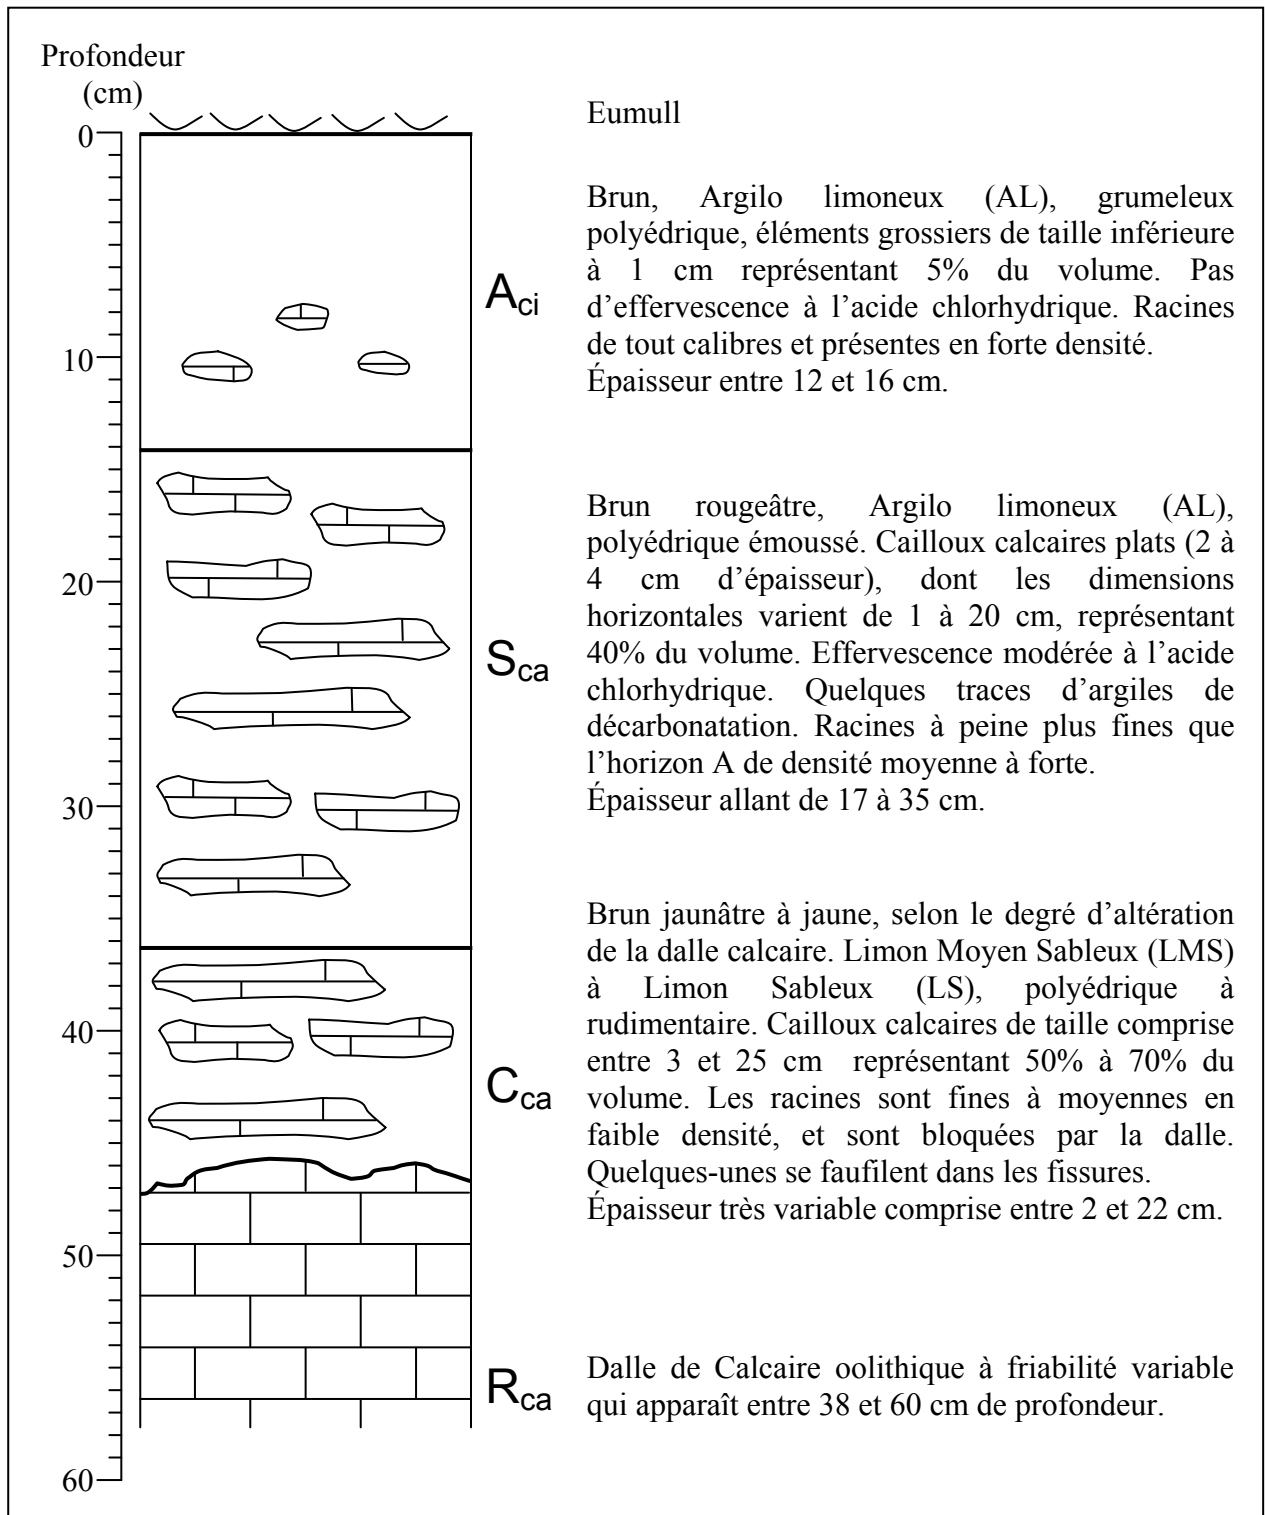 Profondeur
(cm)
0
10
20
30
40
50
60
Eumull
A_ci
Brun, Argilo limoneux (AL), grumeleux
polyédrique, éléments grossiers de taille inférieure
à 1 cm représentant 5% du volume. Pas
d’effervescence à l’acide chlorhydrique. Racines
de tout calibres et présentes en forte densité.
Épaisseur entre 12 et 16 cm.
S_ca
Brun rougeâtre, Argilo limoneux (AL),
polyédrique émoussé. Cailloux calcaires plats (2 à
4 cm d’épaisseur), dont les dimensions
horizontales varient de 1 à 20 cm, représentant
40% du volume. Effervescence modérée à l’acide
chlorhydrique. Quelques traces d’argiles de
décarbonatation. Racines à peine plus fines que
l’horizon A de densité moyenne à forte.
Épaisseur allant de 17 à 35 cm.
C_ca
Brun jaunâtre à jaune, selon le degré d’altération
de la dalle calcaire. Limon Moyen Sableux (LMS)
à Limon Sableux (LS), polyédrique à
rudimentaire. Cailloux calcaires de taille comprise
entre 3 et 25 cm représentant 50% à 70% du
volume. Les racines sont fines à moyennes en
faible densité, et sont bloquées par la dalle.
Quelques-unes se faufilent dans les fissures.
Épaisseur très variable comprise entre 2 et 22 cm.
R_ca
Dalle de Calcaire oolithique à friabilité variable
qui apparaît entre 38 et 60 cm de profondeur.